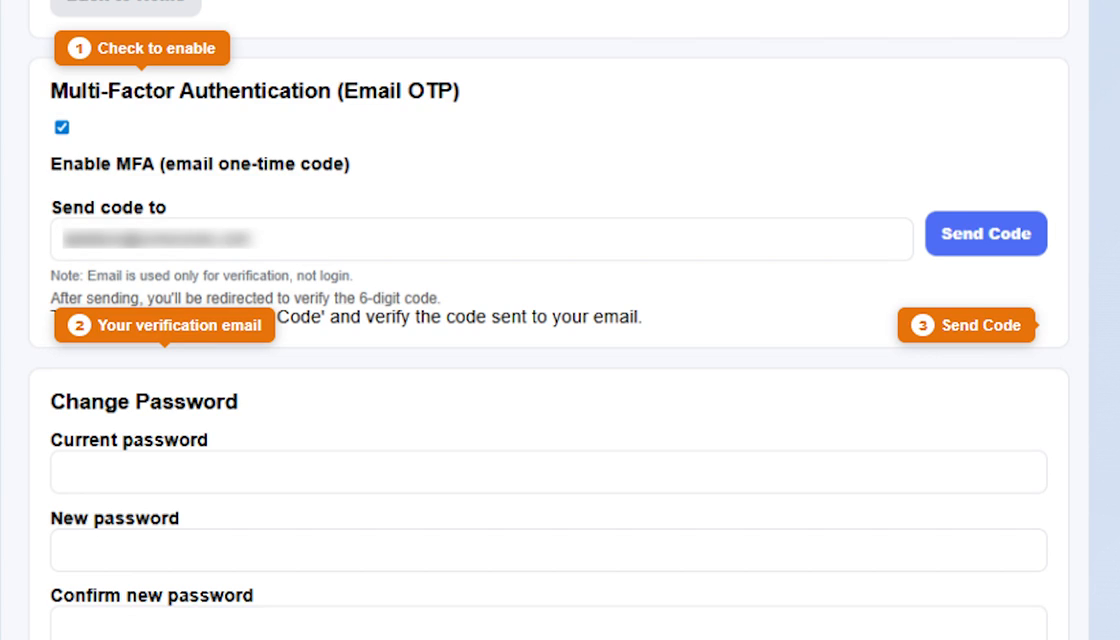 1 Check to enable
Multi-Factor Authentication (Email OTP)
Enable MFA (email one-time code)
Send code to
Send Code
Note: Email is used only for verification, not login.
After sending, you'll be redirected to verify the 6-digit code.
Code' and verify the code sent to your email.
2 Your verification email
3 Send Code
Change Password
Current password
New password
Confirm new password